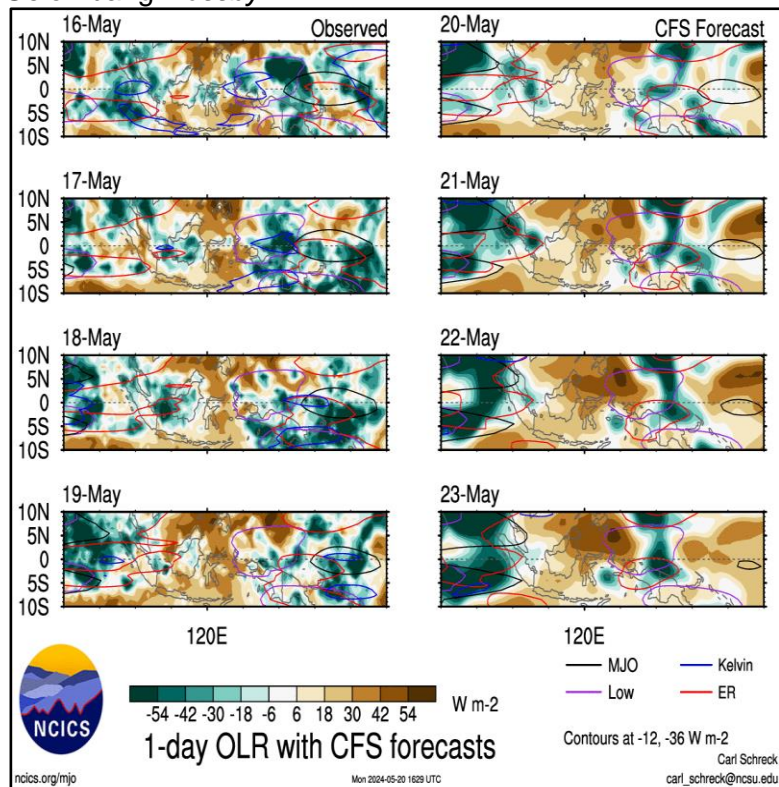 16-May Observed
10N
5N
0
5S
10S
17-May
10N
5N
0
5S
10S
18-May
10N
5N
0
5S
10S
19-May
10N
5N
0
5S
10S
120E
20-May CFS Forecast
21-May
22-May
23-May
120E
NCICS
-54 -42 -30 -18 -6 6 18 30 42 54 W m-2
1-day OLR with CFS forecasts
MJO Kelvin
Low ER
Contours at -12, -36 W m-2
Carl Schreck
ncics.org/mjo Mon 2024-05-20 1629 UTC carl_schreck@ncsu.edu